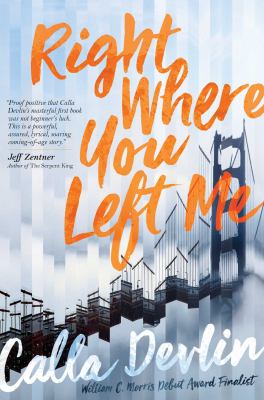 Right
Where
You
Left Me
"Proof positive that Calla
Devlin's masterful first book
was not beginner's luck.
This is a powerful,
assured, lyrical, soaring
coming-of-age story."
Jeff Zentner
Author of The Serpent King
Calla Devlin
William C. Morris Debut Award Finalist